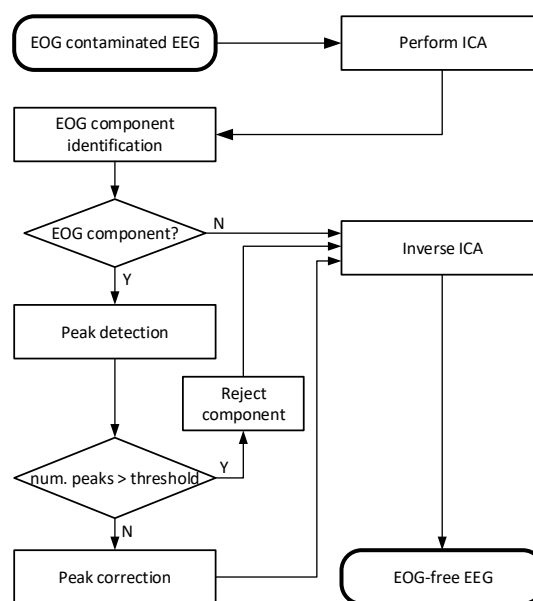 EOG contaminated EEG
Perform ICA
EOG component
identification
EOG component?
N
Inverse ICA
Y
Peak detection
Reject
component
num. peaks > threshold
Y
N
Peak correction
EOG-free EEG